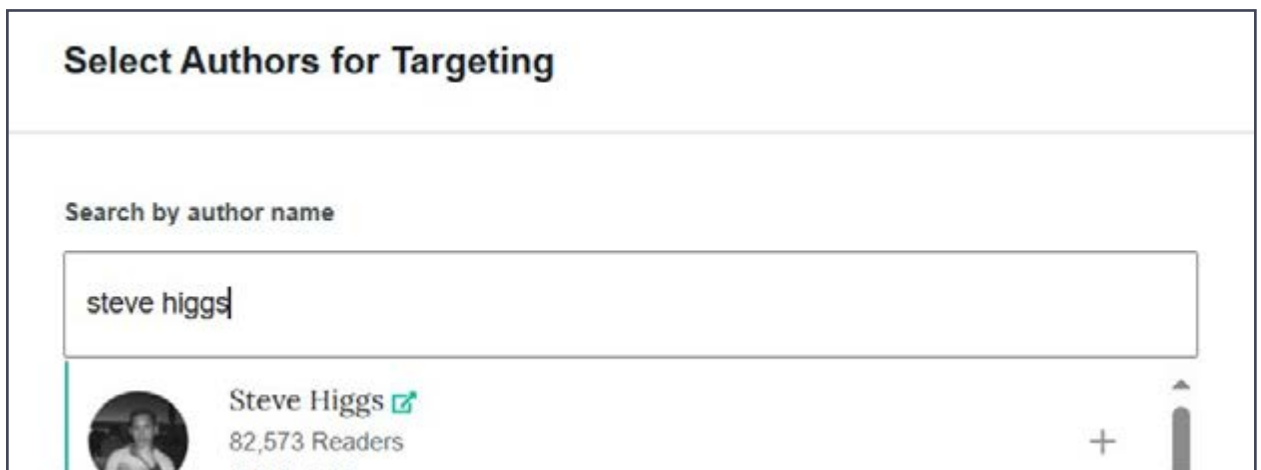 Select Authors for Targeting
Search by author name
steve higgs
Steve Higgs
82,573 Readers